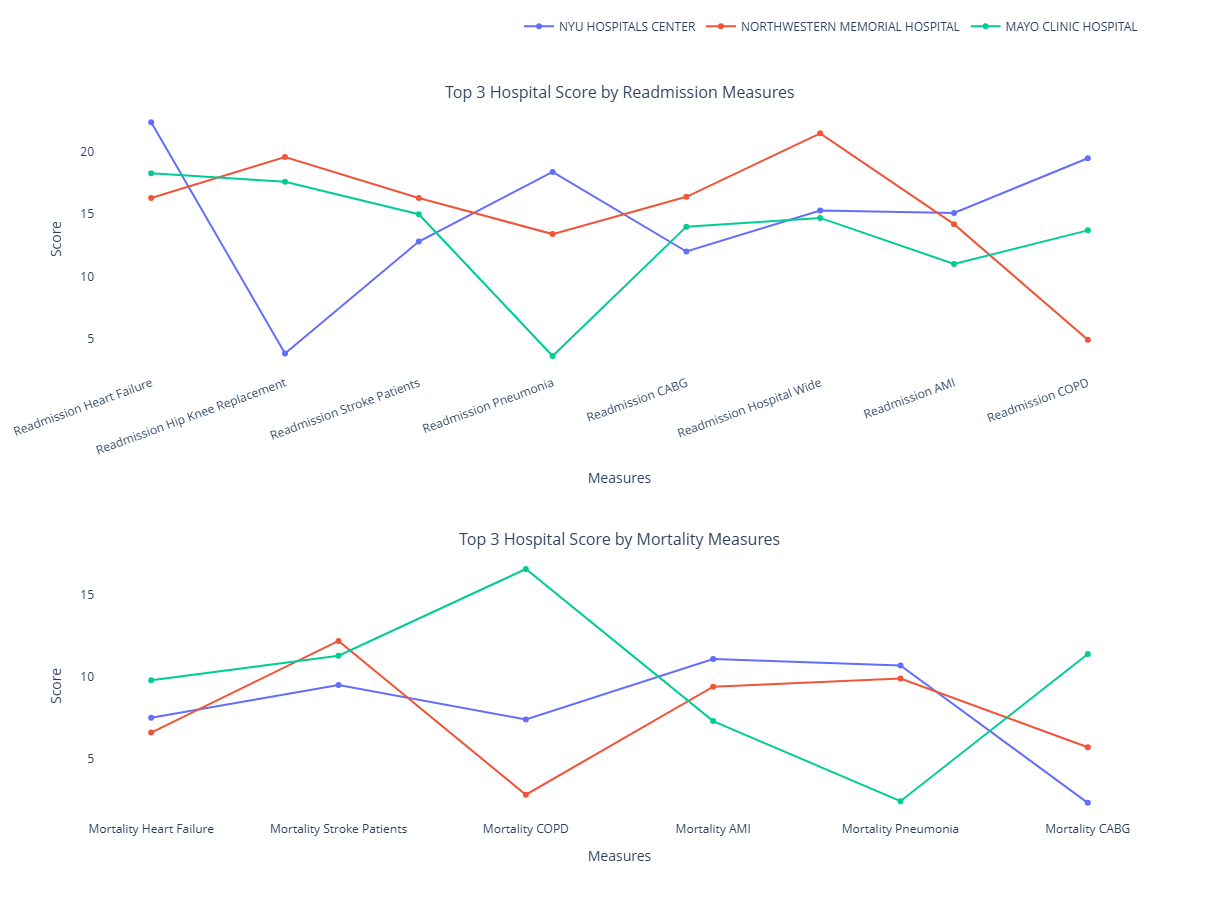 NYU HOSPITALS CENTER NORTHWESTERN MEMORIAL HOSPITAL MAYO CLINIC HOSPITAL
Top 3 Hospital Score by Readmission Measures
20
15
10
5
Score
Readmission Heart Failure
Readmission Hip Knee Replacement
Readmission Stroke Patients
Readmission Pneumonia
Readmission CABG
Readmission Hospital Wide
Readmission AMI
Readmission COPD
Measures
Top 3 Hospital Score by Mortality Measures
15
10
5
Score
Mortality Heart Failure Mortality Stroke Patients Mortality COPD Mortality AMI Mortality Pneumonia Mortality CABG
Measures